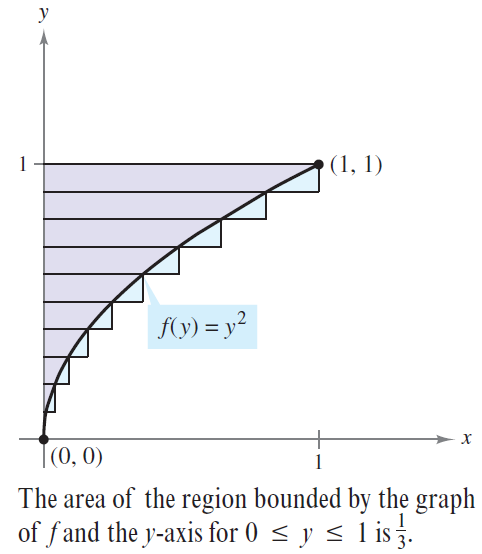 y
1
(1, 1)
f(y) = y²
x
(0, 0)
1
The area of the region bounded by the graph
of f and the y-axis for 0 ≤ y ≤ 1 is 1/3.